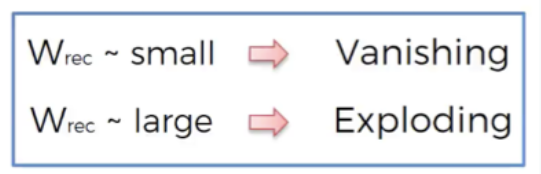 Wrec ~ small ⇨ Vanishing
Wrec ~ large ⇨ Exploding